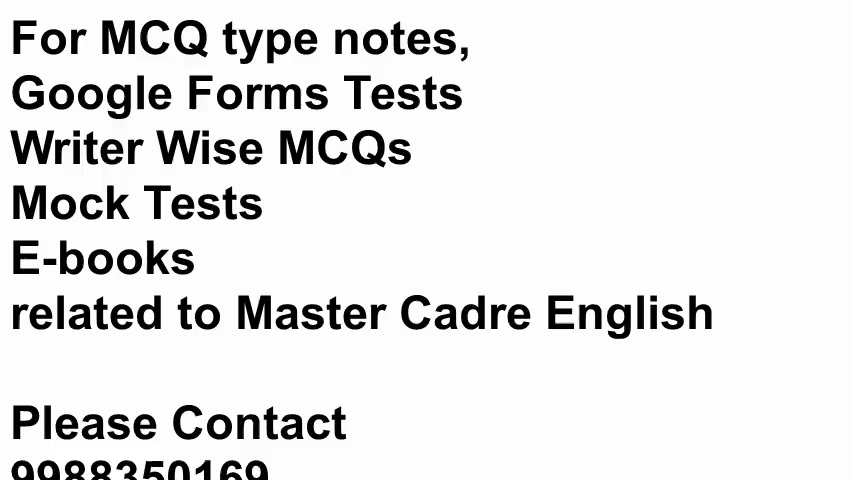 For MCQ type notes,
Google Forms Tests
Writer Wise MCQs
Mock Tests
E-books
related to Master Cadre English
Please Contact
9988350169